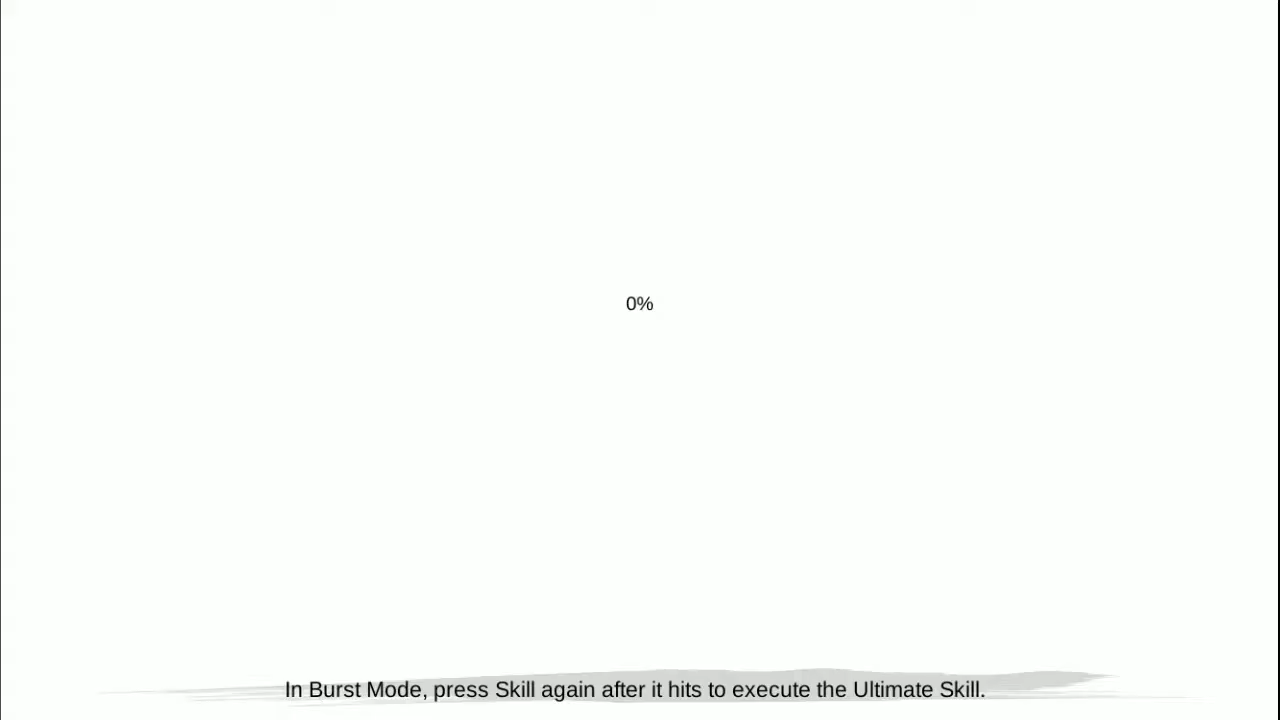 0%
In Burst Mode, press Skill again after it hits to execute the Ultimate Skill.